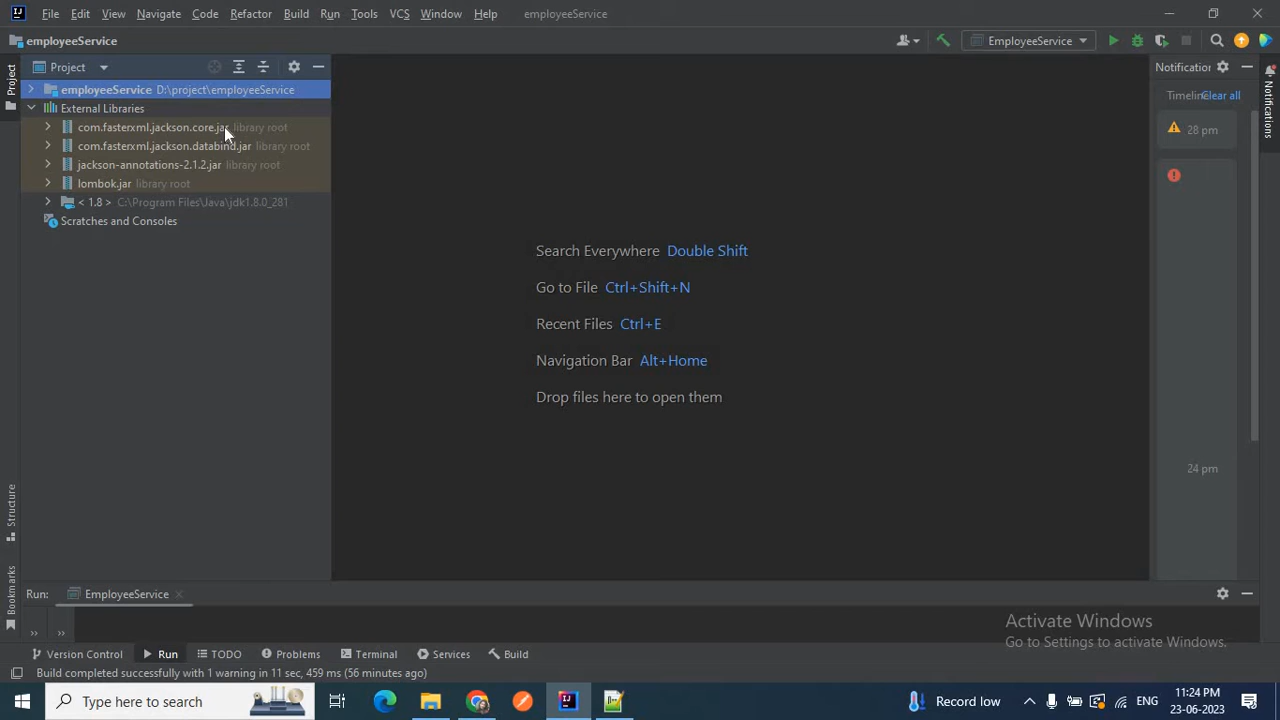 File Edit View Navigate Code Refactor Build Run Tools VCS Window Help employeeService
employeeService
EmployeeService
Project
employeeService D:\project\employeeService
External Libraries
com.fasterxml.jackson.core.jar library root
com.fasterxml.jackson.databind.jar library root
jackson-annotations-2.1.2.jar library root
lombok.jar library root
< 1.8 > C:\Program Files\Java\jdk1.8.0_281
Scratches and Consoles
Project
Structure
Bookmarks
Search Everywhere Double Shift
Go to File Ctrl+Shift+N
Recent Files Ctrl+E
Navigation Bar Alt+Home
Drop files here to open them
Notification
Timeline Clear all
28 pm
24 pm
Notifications
Run: EmployeeService
Activate Windows
Go to Settings to activate Windows.
Version Control Run TODO Problems Terminal Services Build
Build completed successfully with 1 warning in 11 sec, 459 ms (56 minutes ago)
Type here to search
Record low
ENG
11:24 PM
23-06-2023